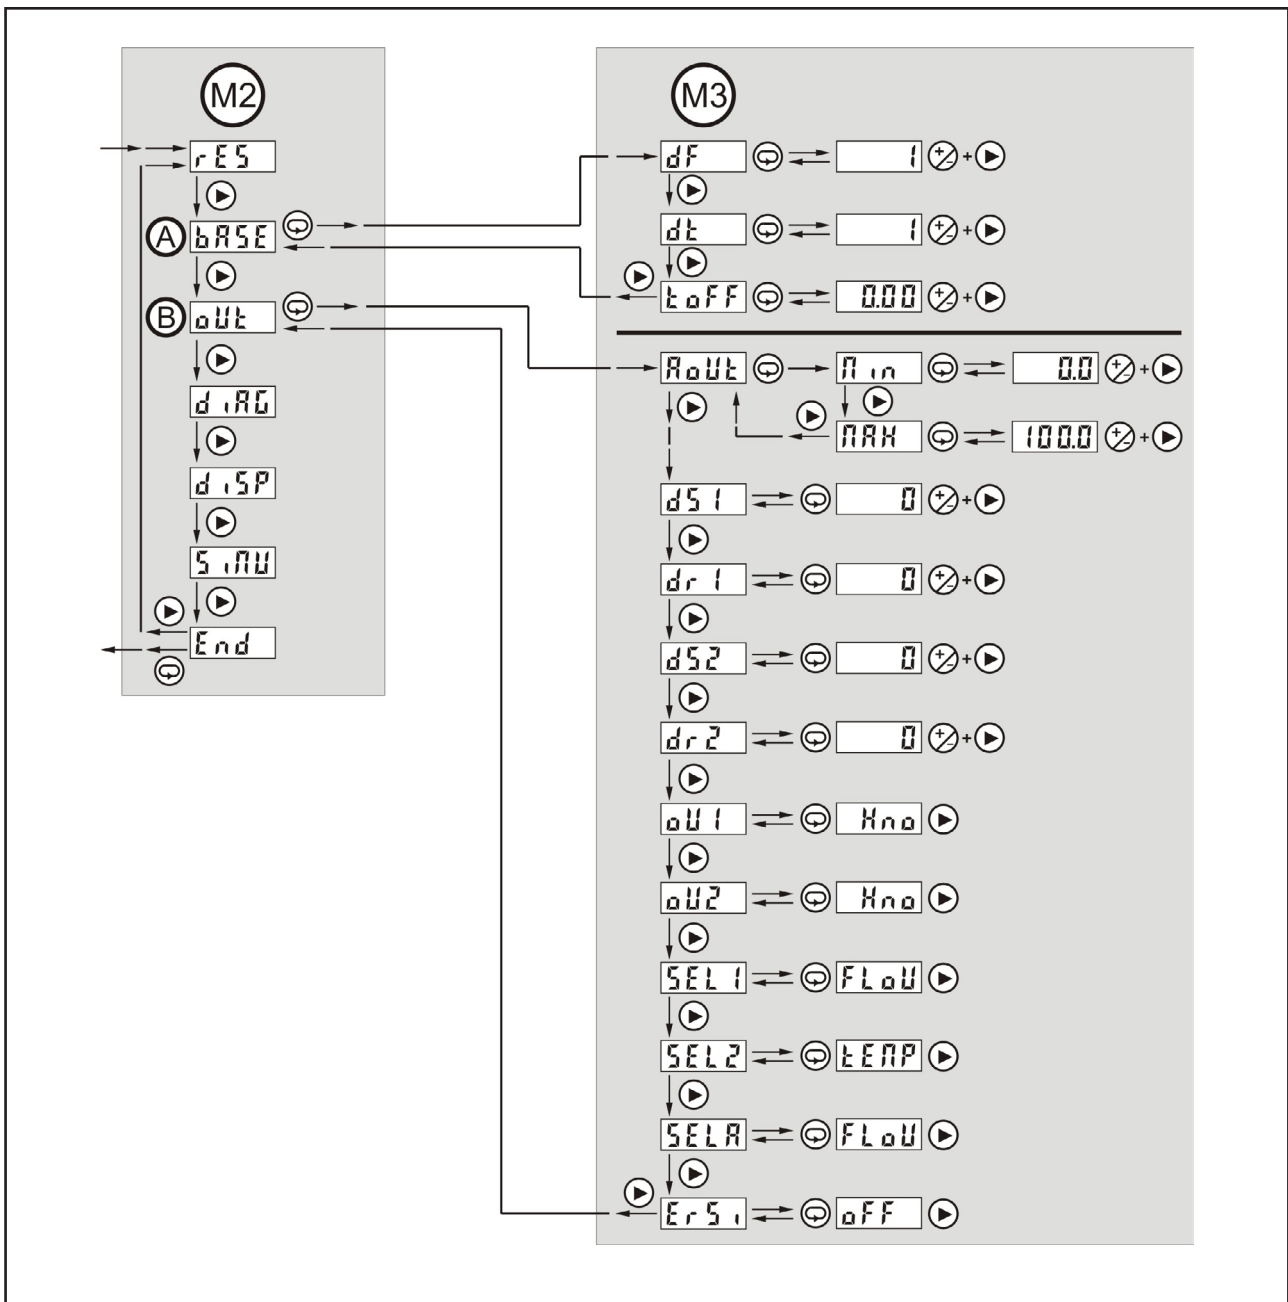 M2
rES
A bASE
B oUt
diAG
diSP
SiMU
End
M3
dF 1 +/- +
dt 1 +/- +
toFF 0.00 +/- +
AoUt Min 0.0 +/- +
MAX 100.0 +/- +
dS1 0 +/- +
dr1 0 +/- +
dS2 0 +/- +
dr2 0 +/- +
oU1 Hno
oU2 Hno
SEL1 FLoU
SEL2 tEMP
SELA FLoU
ErSi oFF